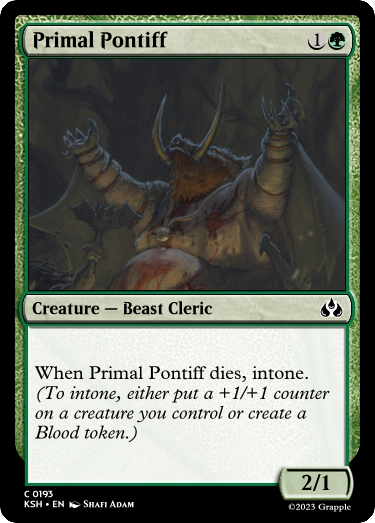 Primal Pontiff 1
Creature — Beast Cleric
When Primal Pontiff dies, intone.
(To intone, either put a +1/+1 counter
on a creature you control or create a
Blood token.)
2/1
C 0193
KSH • EN Shafi Adam
©2023 Grapple